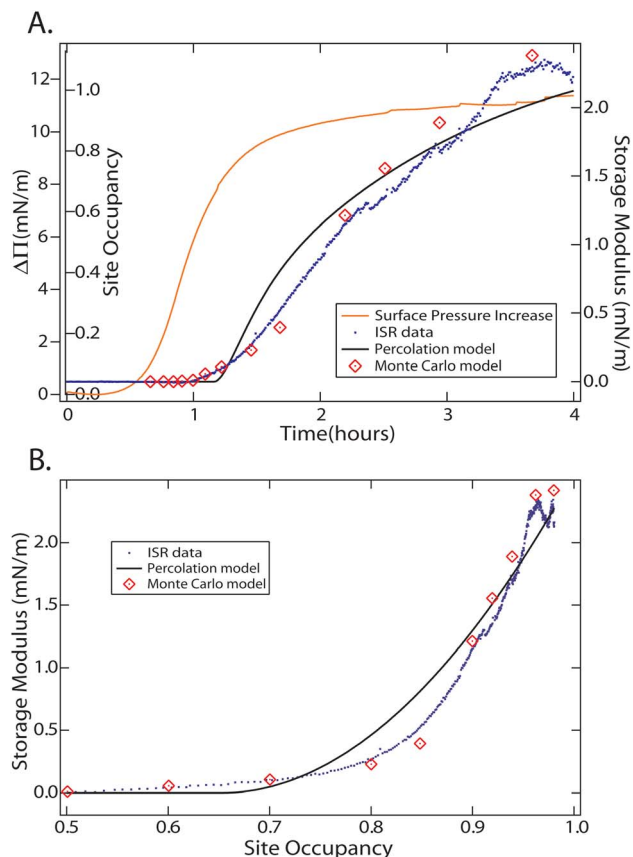 A.
12
10
8
6
4
2
0
ΔΠ(mN/m)
1.0
0.8
0.6
0.4
0.2
0.0
Site Occupancy
2.0
1.5
1.0
0.5
0.0
Storage Modulus (mN/m)
Surface Pressure Increase
ISR data
Percolation model
Monte Carlo model
0 1 2 3 4
Time(hours)
B.
2.0
1.5
1.0
0.5
0.0
Storage Modulus (mN/m)
ISR data
Percolation model
Monte Carlo model
0.5 0.6 0.7 0.8 0.9 1.0
Site Occupancy